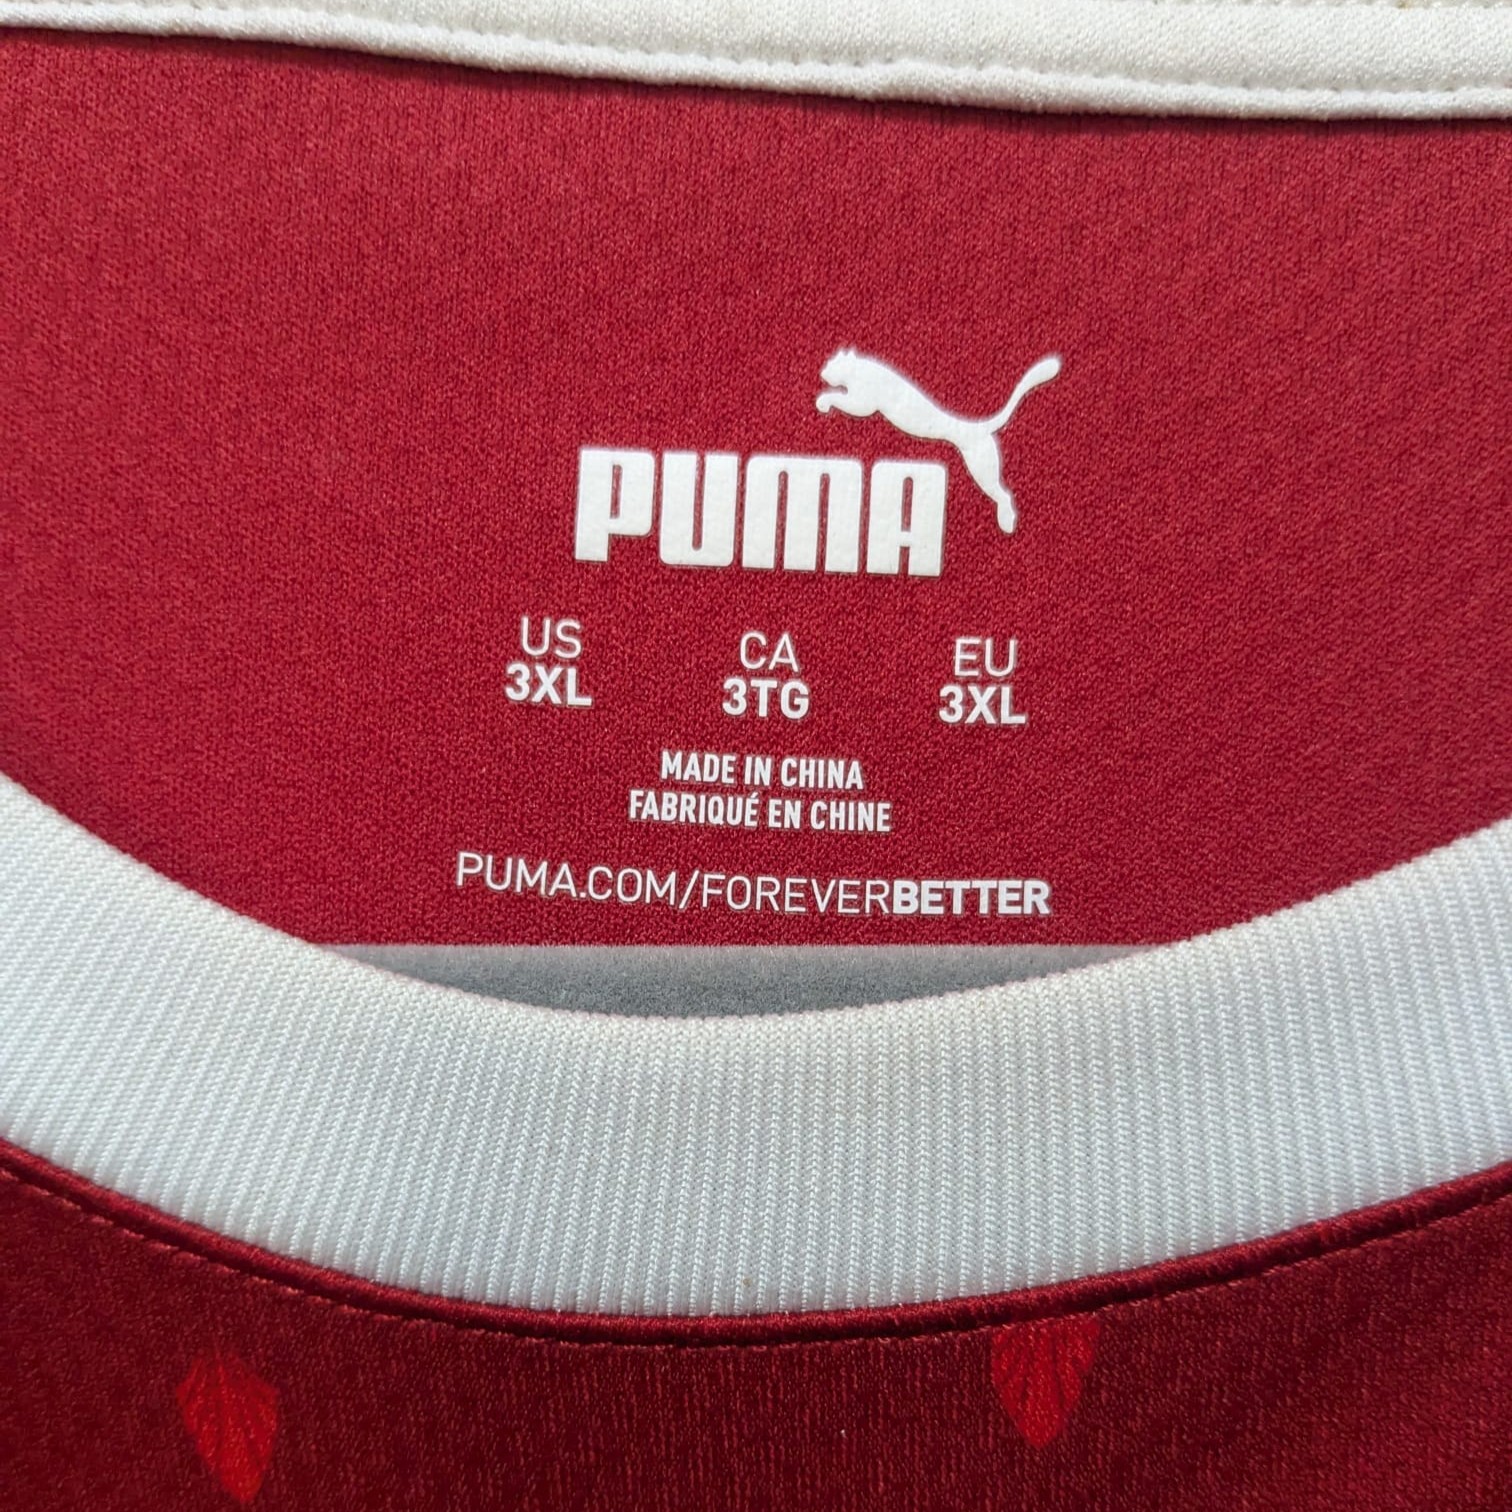 PUMA
US CA EU
3XL 3TG 3XL
MADE IN CHINA
FABRIQUÉ EN CHINE
PUMA.COM/FOREVERBETTER